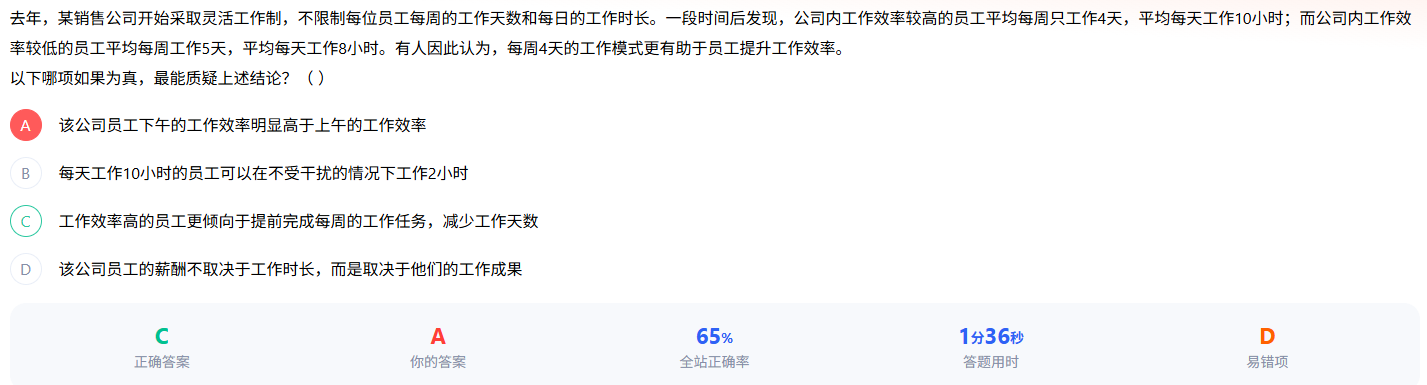 去年，某销售公司开始采取灵活工作制，不限制每位员工每周的工作天数和每日的工作时长。一段时间后发现，公司内工作效率较高的员工平均每周只工作4天，平均每天工作10小时；而公司内工作效
率较低的员工平均每周工作5天，平均每天工作8小时。有人因此认为，每周4天的工作模式更有助于员工提升工作效率。
以下哪项如果为真，最能质疑上述结论？（ ）
A 该公司员工下午的工作效率明显高于上午的工作效率
B 每天工作10小时的员工可以在不受干扰的情况下工作2小时
C 工作效率高的员工更倾向于提前完成每周的工作任务，减少工作天数
D 该公司员工的薪酬不取决于工作时长，而是取决于他们的工作成果
C A 65% 1分36秒 D
正确答案 你的答案 全站正确率 答题用时 易错项